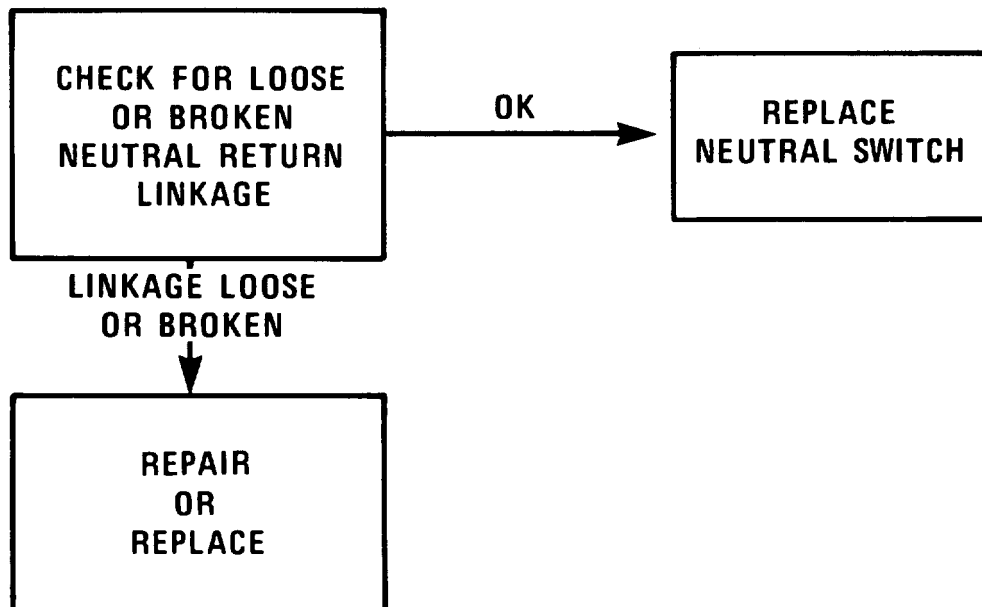 CHECK FOR LOOSE
OR BROKEN
NEUTRAL RETURN
LINKAGE
OK
REPLACE
NEUTRAL SWITCH
LINKAGE LOOSE
OR BROKEN
REPAIR
OR
REPLACE